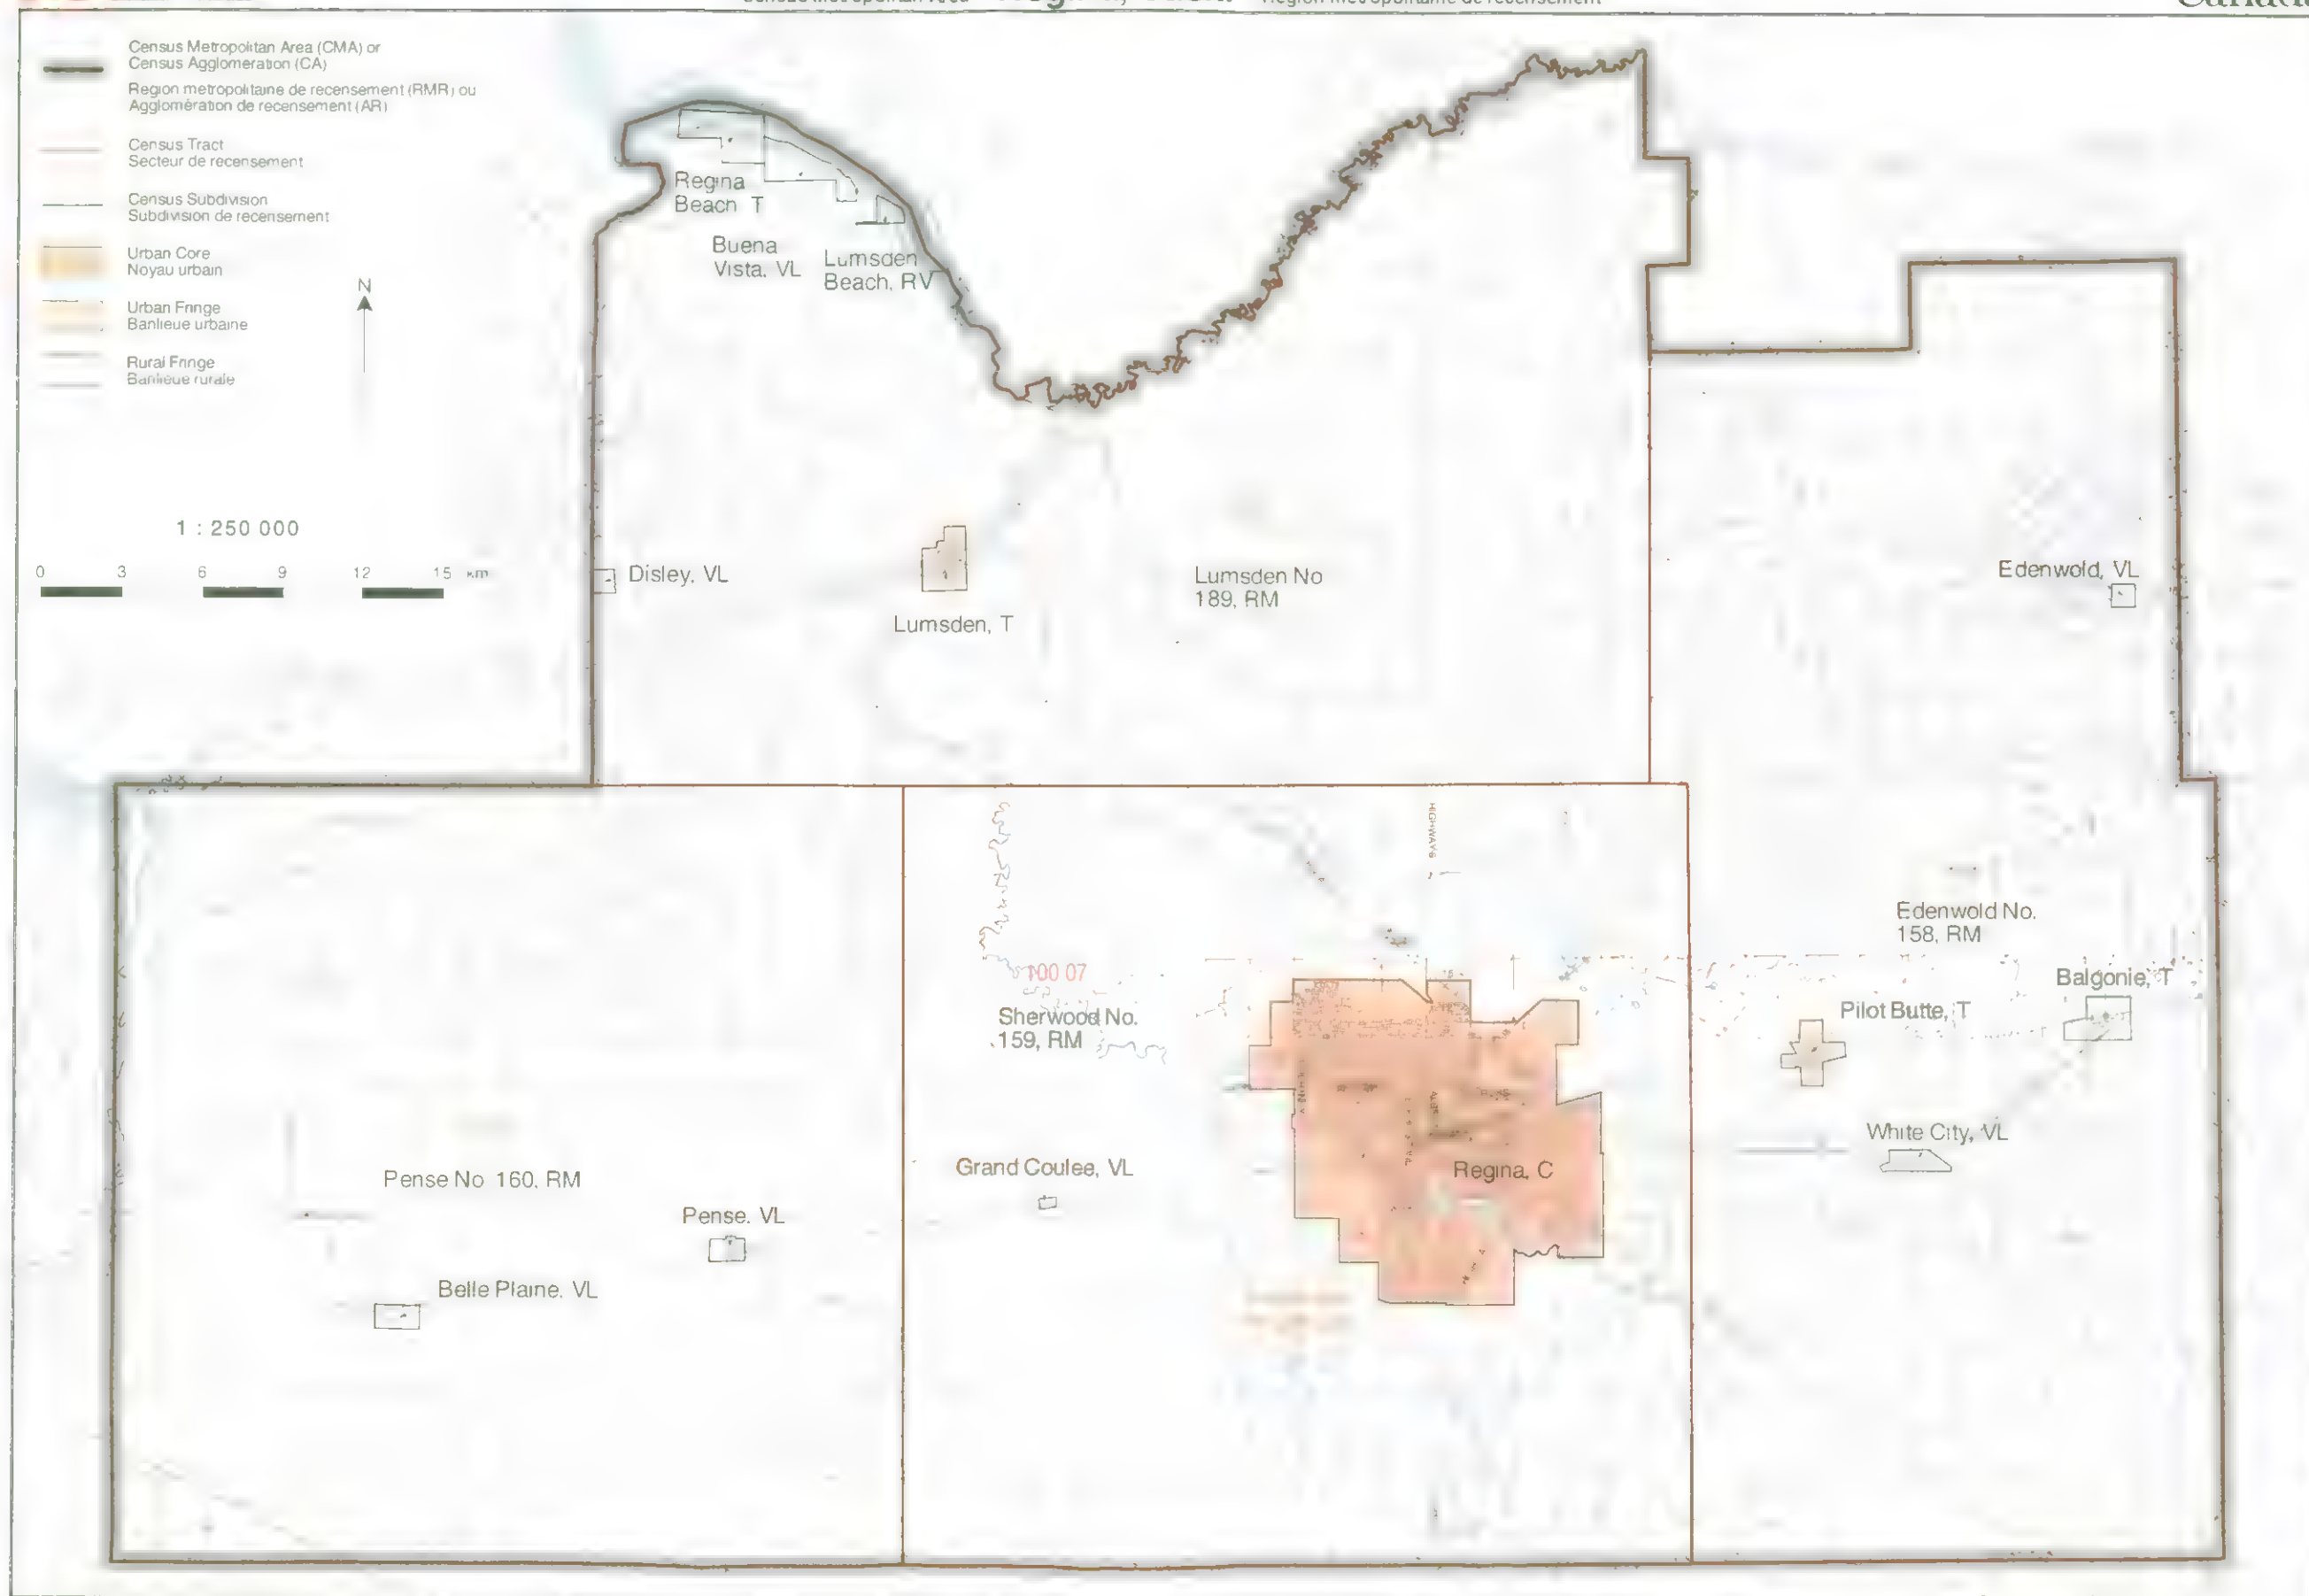 Census Metropolitan Area (CMA) or
Census Agglomeration (CA)
Region metropolitaine de recensement (RMR) ou
Agglomération de recensement (AR)
Census Tract
Secteur de recensement
Census Subdivision
Subdivision de recensement
Urban Core
Noyau urbain
Urban Fringe
Banlieue urbaine
Rural Fringe
Banlieue rurale
N
1 : 250 000
0 3 6 9 12 15 km
Regina
Beach T
Buena
Vista. VL
Lumsden
Beach, RV
Disley, VL
Lumsden, T
Lumsden No
189, RM
Edenwold, VL
HIGHWAY 6
Edenwold No.
158, RM
100 07
Sherwood No.
159, RM
Balgonie, T
Pilot Butte, T
White City, VL
Grand Coulee, VL
Regina, C
Pense No 160, RM
Pense. VL
Belle Plaine. VL